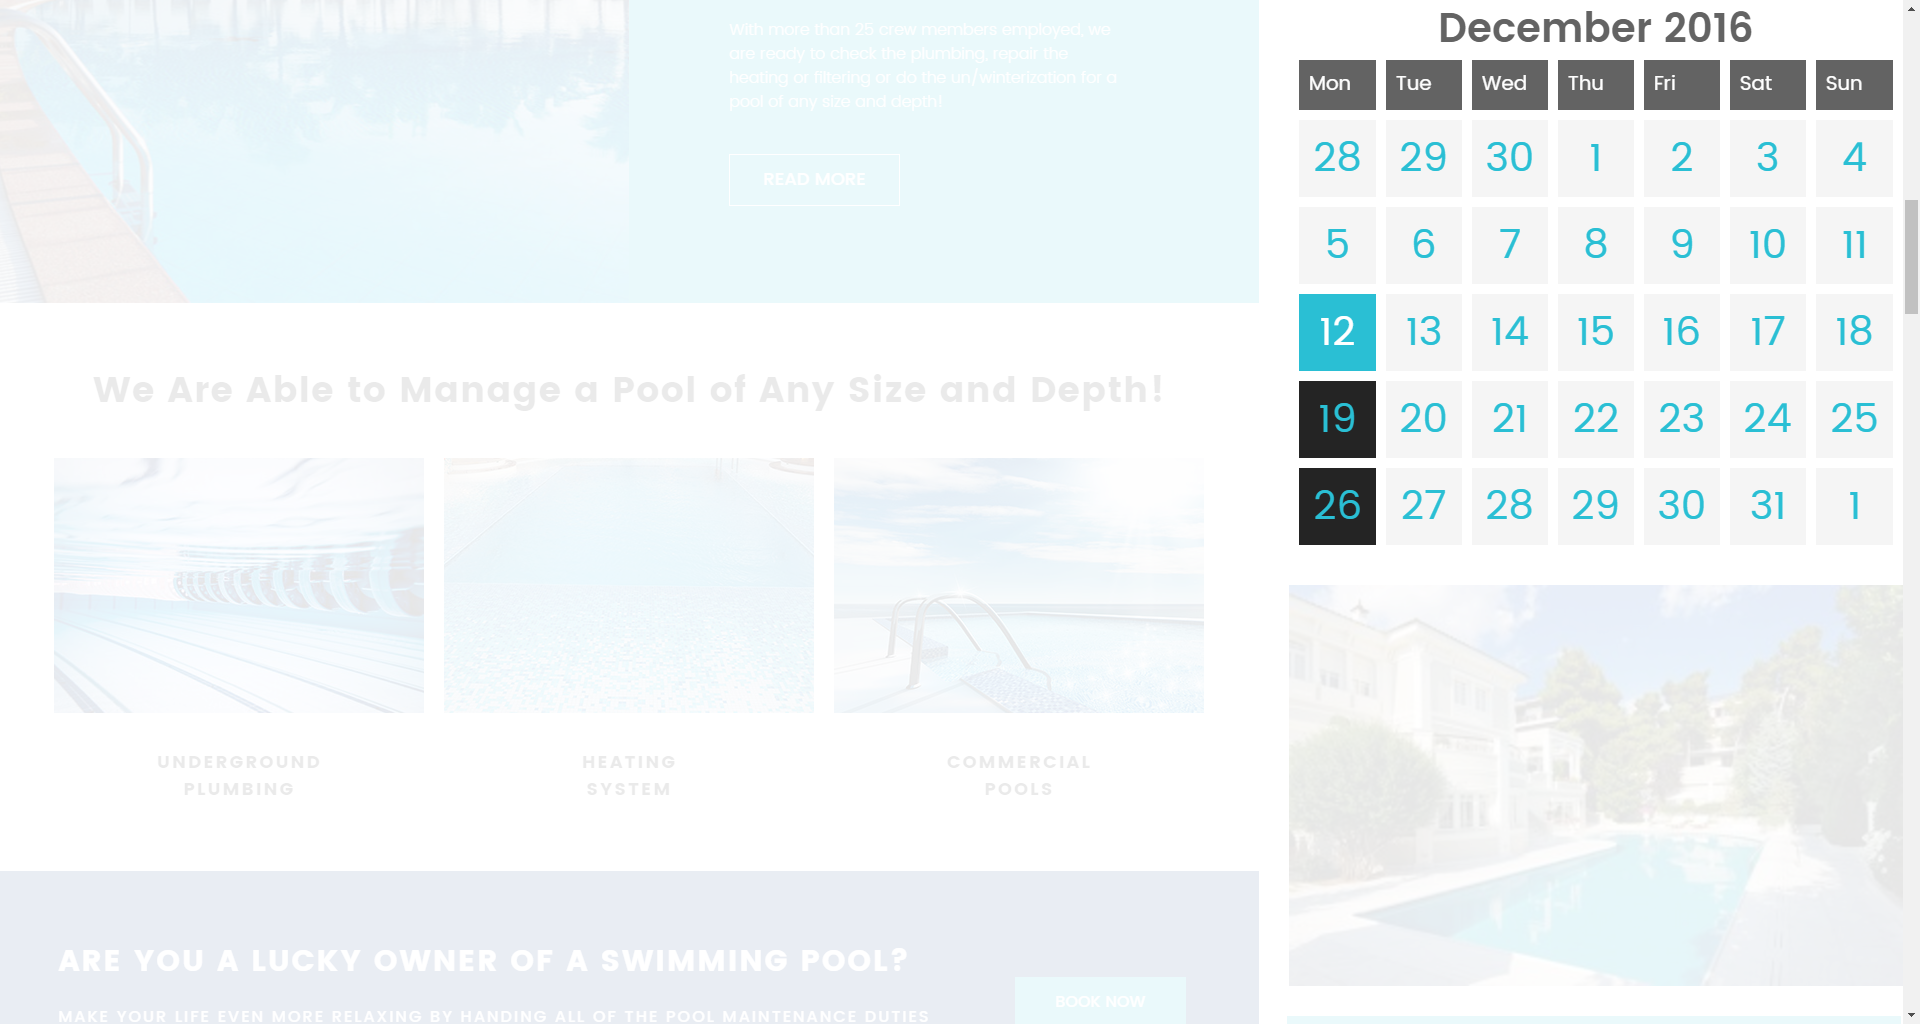 With more than 25 crew members employed, we
are ready to check the plumbing, repair the
heating or filtering or do the un/winterization for a
pool of any size and depth!
READ MORE
We Are Able to Manage a Pool of Any Size and Depth!
UNDERGROUND
PLUMBING
HEATING
SYSTEM
COMMERCIAL
POOLS
ARE YOU A LUCKY OWNER OF A SWIMMING POOL?
MAKE YOUR LIFE EVEN MORE RELAXING BY HANDING ALL OF THE POOL MAINTENANCE DUTIES
BOOK NOW
December 2016
Mon Tue Wed Thu Fri Sat Sun
28 29 30 1 2 3 4
5 6 7 8 9 10 11
12 13 14 15 16 17 18
19 20 21 22 23 24 25
26 27 28 29 30 31 1